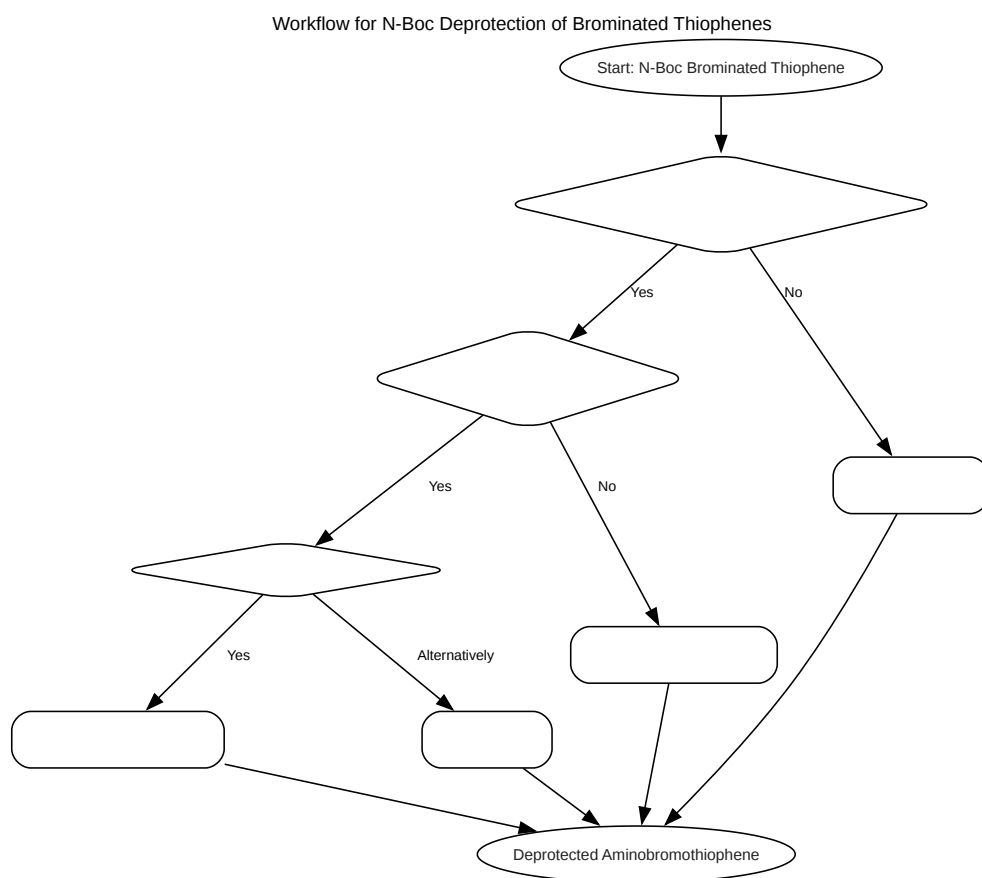 Workflow for N-Boc Deprotection of Brominated Thiophenes
Start: N-Boc Brominated Thiophene
Yes
No
Yes
No
Yes
Alternatively
Deprotected Aminobromothiophene